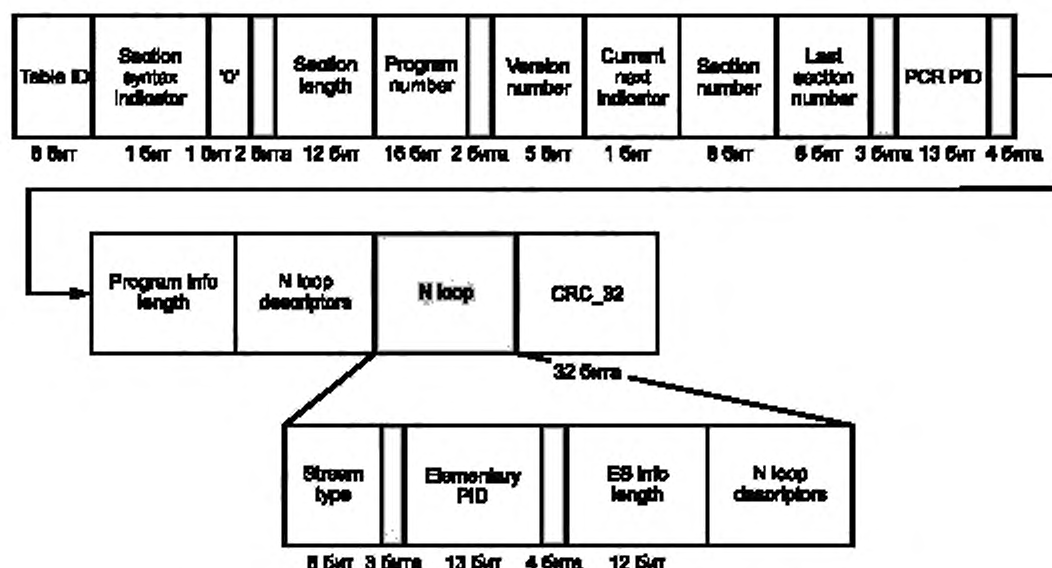 Table ID
Section
syntax
indicator
'0'
Section
length
Program
number
Version
number
Current
next
indicator
Section
number
Last
section
number
PCR PID
8 бит 1 бит 1 бит 2 бита 12 бит 16 бит 2 бита 5 бит 1 бит 8 бит 8 бит 3 бита 13 бит 4 бита
Program info
length
N loop
descriptors
N loop
CRC_32
32 бита
Stream
type
Elementary
PID
ES info
length
N loop
descriptors
8 бит 3 бита 13 бит 4 бита 12 бит